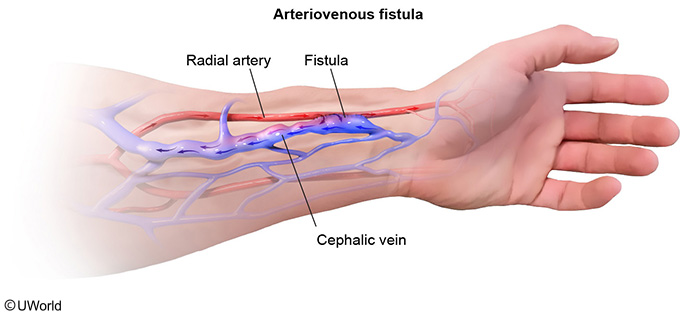 Arteriovenous fistula
Radial artery
Fistula
Cephalic vein
©UWorld